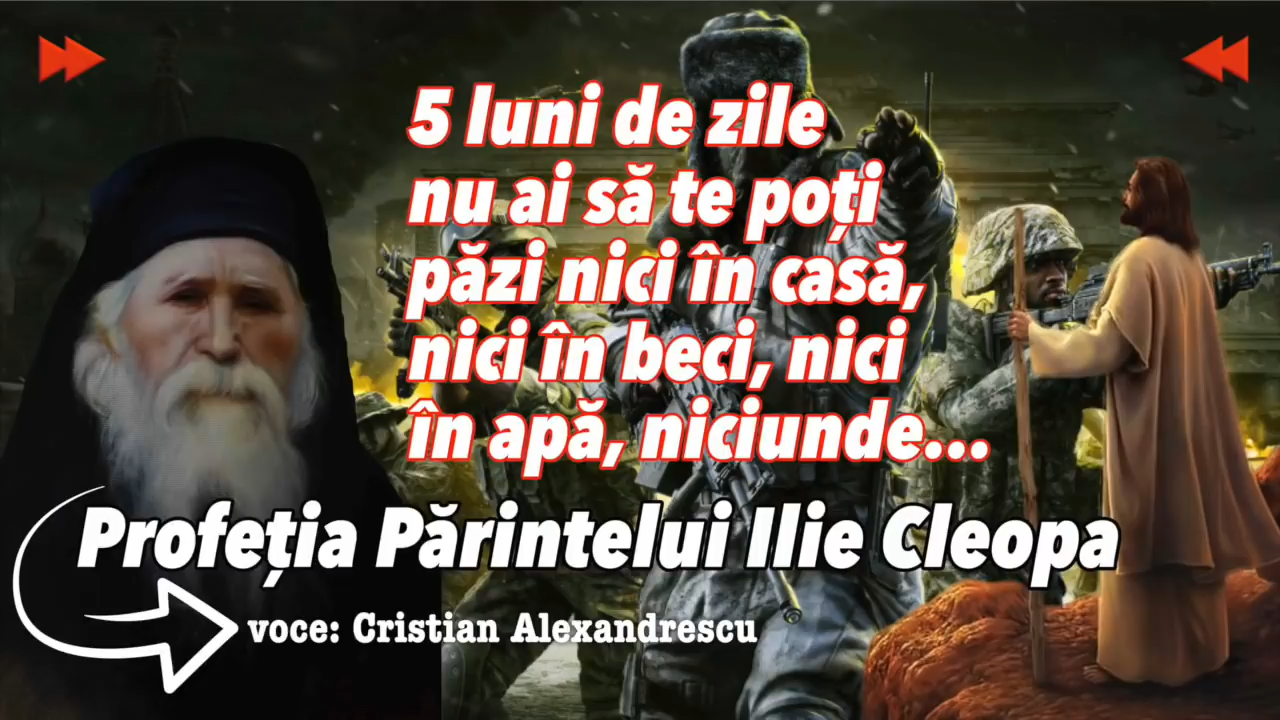 5 luni de zile
nu ai să te poți
păzi nici în casă,
nici în beci, nici
în apă, niciunde...
Profeția Părintelui Ilie Cleopa
voce: Cristian Alexandrescu